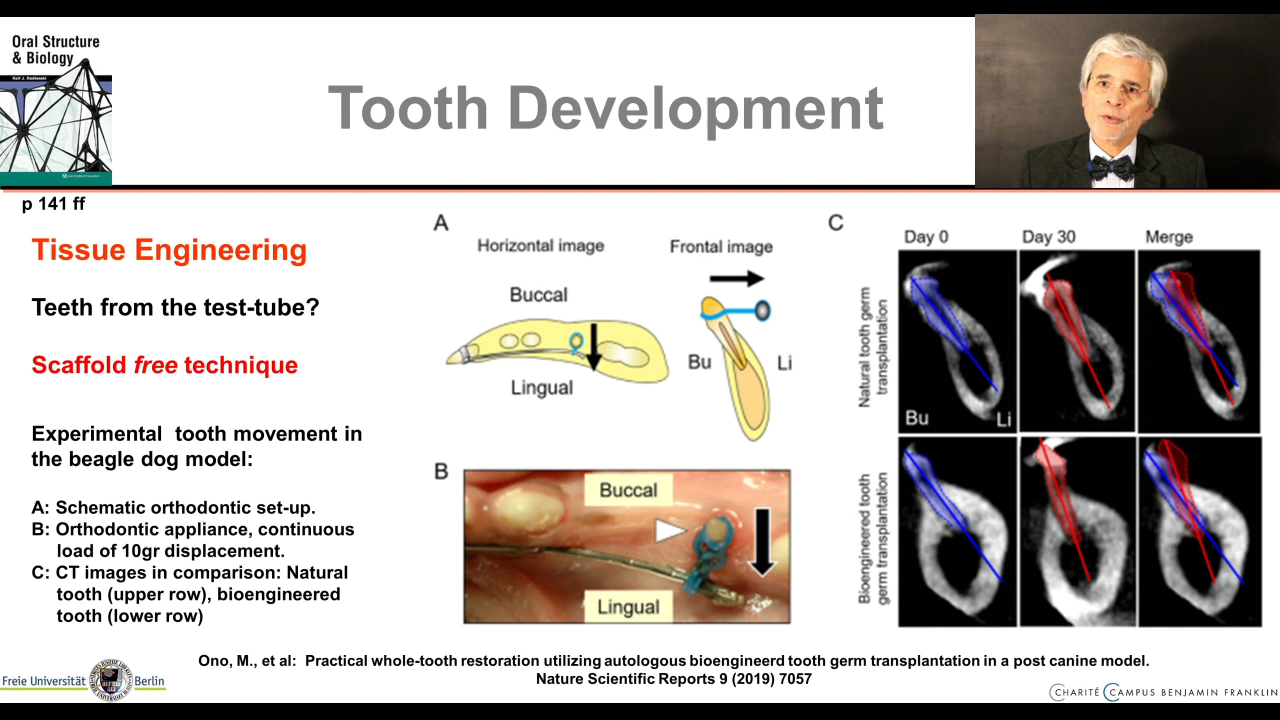 Oral Structure
& Biology
Ralf J. Radlanski
Tooth Development
p 141 ff
Tissue Engineering
Teeth from the test-tube?
Scaffold free technique
Experimental tooth movement in
the beagle dog model:
A: Schematic orthodontic set-up.
B: Orthodontic appliance, continuous
load of 10gr displacement.
C: CT images in comparison: Natural
tooth (upper row), bioengineered
tooth (lower row)
A
Horizontal image
Frontal image
Buccal
Lingual
Bu
Li
B
Buccal
Lingual
C
Day 0
Day 30
Merge
Natural tooth germ
transplantation
Bu
Li
Bioengineered tooth
germ transplantation
Ono, M., et al: Practical whole-tooth restoration utilizing autologous bioengineerd tooth germ transplantation in a post canine model.
Nature Scientific Reports 9 (2019) 7057
Freie Universität
Berlin
CHARITÉ CAMPUS BENJAMIN FRANKLIN